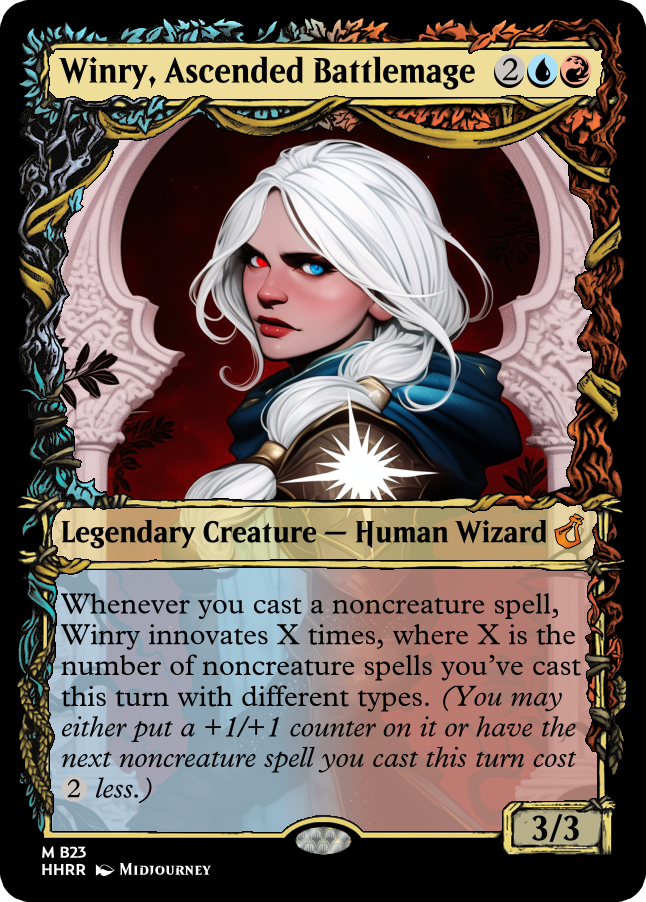 Winry, Ascended Battlemage 2
Legendary Creature — Human Wizard
Whenever you cast a noncreature spell,
Winry innovates X times, where X is the
number of noncreature spells you've cast
this turn with different types. (You may
either put a +1/+1 counter on it or have the
next noncreature spell you cast this turn cost
2 less.)
3/3
M B23
HHRR Midjourney